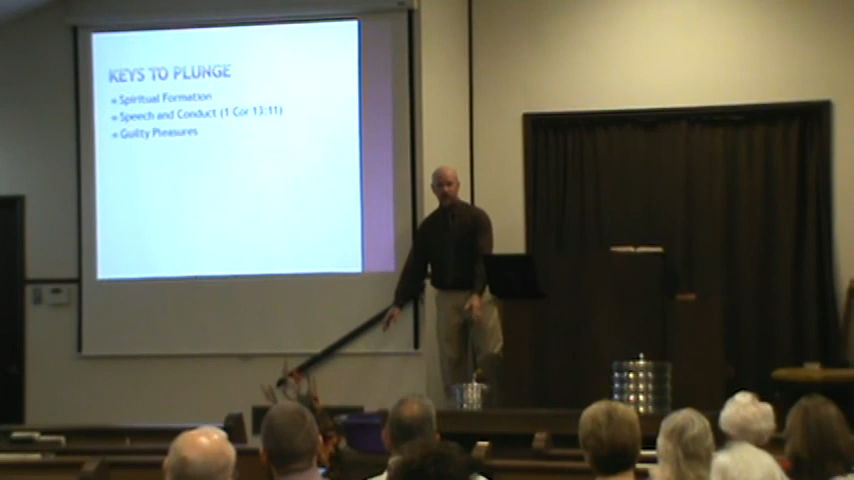 KEYS TO PLUNGE
Spiritual Formation
Speech and Conduct (1 Cor 13:11)
Guilty Pleasures